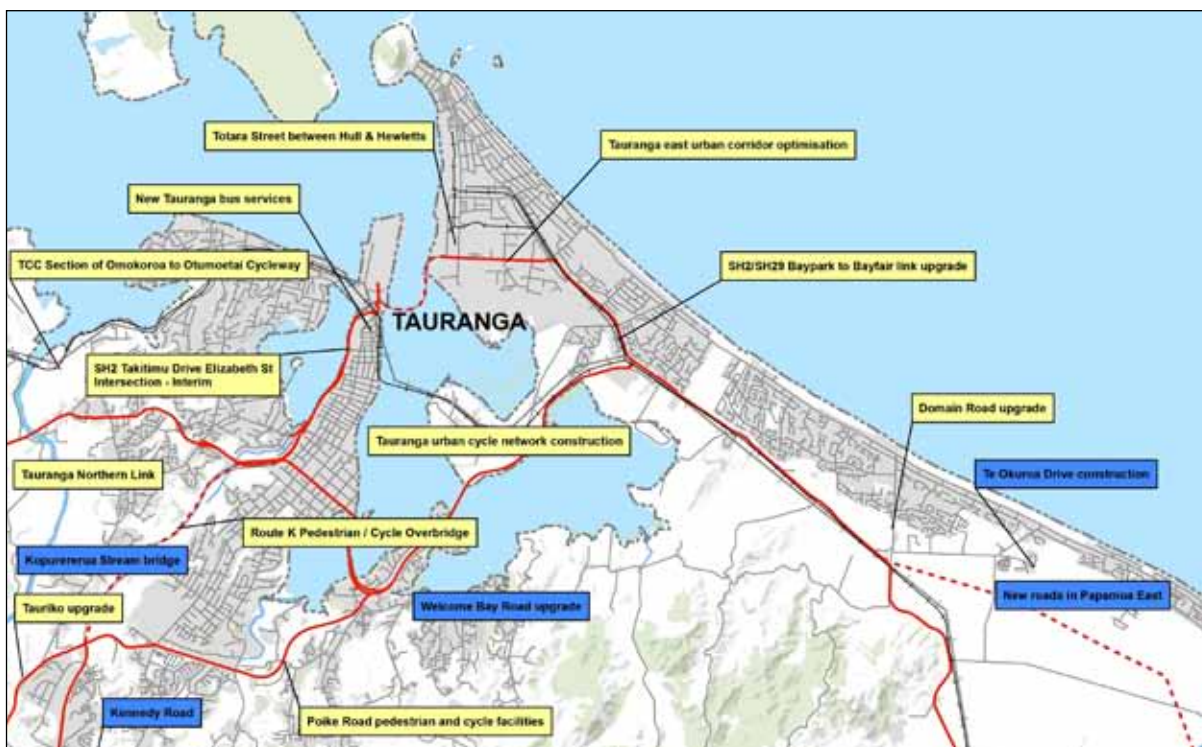 Totara Street between Hull & Hewletts
Tauranga east urban corridor optimisation
New Tauranga bus services
TCC Section of Omokoroa to Otumoetai Cycleway
SH2/SH29 Baypark to Bayfair link upgrade
TAURANGA
SH2 Takitimu Drive Elizabeth St
Intersection - Interim
Domain Road upgrade
Tauranga urban cycle network construction
Tauranga Northern Link
Te Okuroa Drive construction
Route K Pedestrian / Cycle Overbridge
Kopurererua Stream bridge
New roads in Papamoa East
Tauriko upgrade
Welcome Bay Road upgrade
Kennedy Road
Poike Road pedestrian and cycle facilities